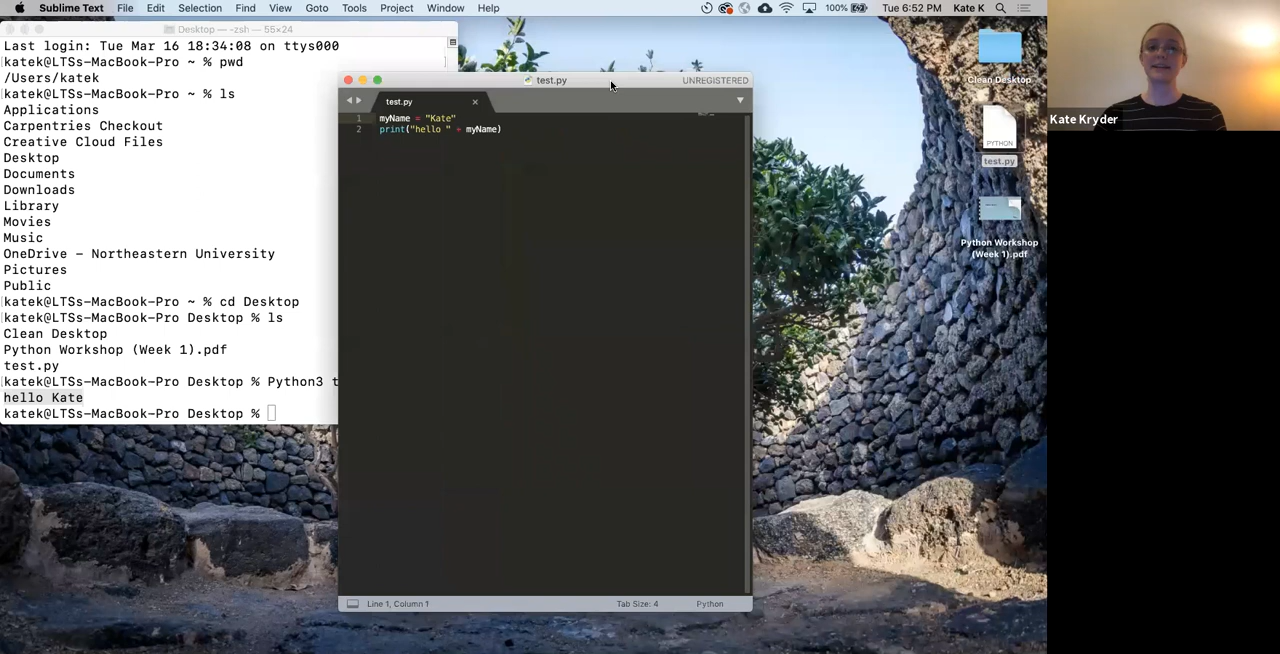 Sublime Text File Edit Selection Find View Goto Tools Project Window Help 100% Tue 6:52 PM Kate K
Desktop — -zsh — 55×24
Last login: Tue Mar 16 18:34:08 on ttys000
katek@LTSs-MacBook-Pro ~ % pwd
/Users/katek
katek@LTSs-MacBook-Pro ~ % ls
Applications
Carpentries Checkout
Creative Cloud Files
Desktop
Documents
Downloads
Library
Movies
Music
OneDrive - Northeastern University
Pictures
Public
katek@LTSs-MacBook-Pro ~ % cd Desktop
katek@LTSs-MacBook-Pro Desktop % ls
Clean Desktop
Python Workshop (Week 1).pdf
test.py
katek@LTSs-MacBook-Pro Desktop % Python3 t
hello Kate
katek@LTSs-MacBook-Pro Desktop %
test.py UNREGISTERED
test.py
1 myName = "Kate"
2 print("hello " + myName)
Line 1, Column 1 Tab Size: 4 Python
Clean Desktop
PYTHON
test.py
Python Workshop
(Week 1).pdf
Kate Kryder